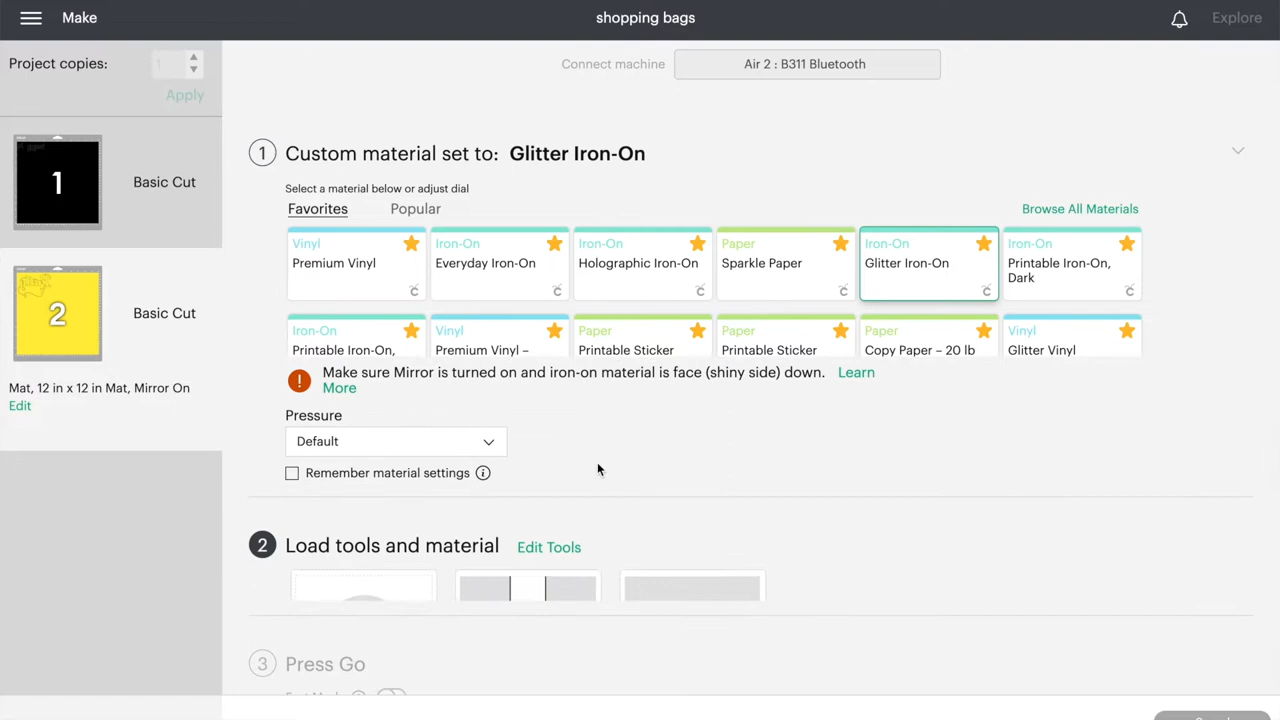 Make
shopping bags
Explore
Project copies:
1
Apply
Connect machine
Air 2 : B311 Bluetooth
1
Basic Cut
2
Basic Cut
Mat, 12 in x 12 in Mat, Mirror On
Edit
1 Custom material set to: Glitter Iron-On
Select a material below or adjust dial
Favorites
Popular
Browse All Materials
Vinyl
Premium Vinyl
Iron-On
Everyday Iron-On
Iron-On
Holographic Iron-On
Paper
Sparkle Paper
Iron-On
Glitter Iron-On
Iron-On
Printable Iron-On,
Dark
Iron-On
Printable Iron-On,
Vinyl
Premium Vinyl –
Paper
Printable Sticker
Paper
Printable Sticker
Paper
Copy Paper – 20 lb
Vinyl
Glitter Vinyl
! Make sure Mirror is turned on and iron-on material is face (shiny side) down. Learn
More
Pressure
Default
Remember material settings i
2 Load tools and material Edit Tools
3 Press Go